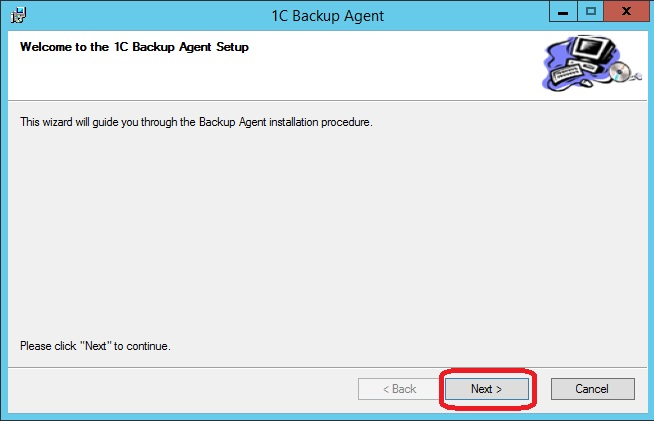 1C Backup Agent
Welcome to the 1C Backup Agent Setup
This wizard will guide you through the Backup Agent installation procedure.
Please click "Next" to continue.
< Back
Next >
Cancel